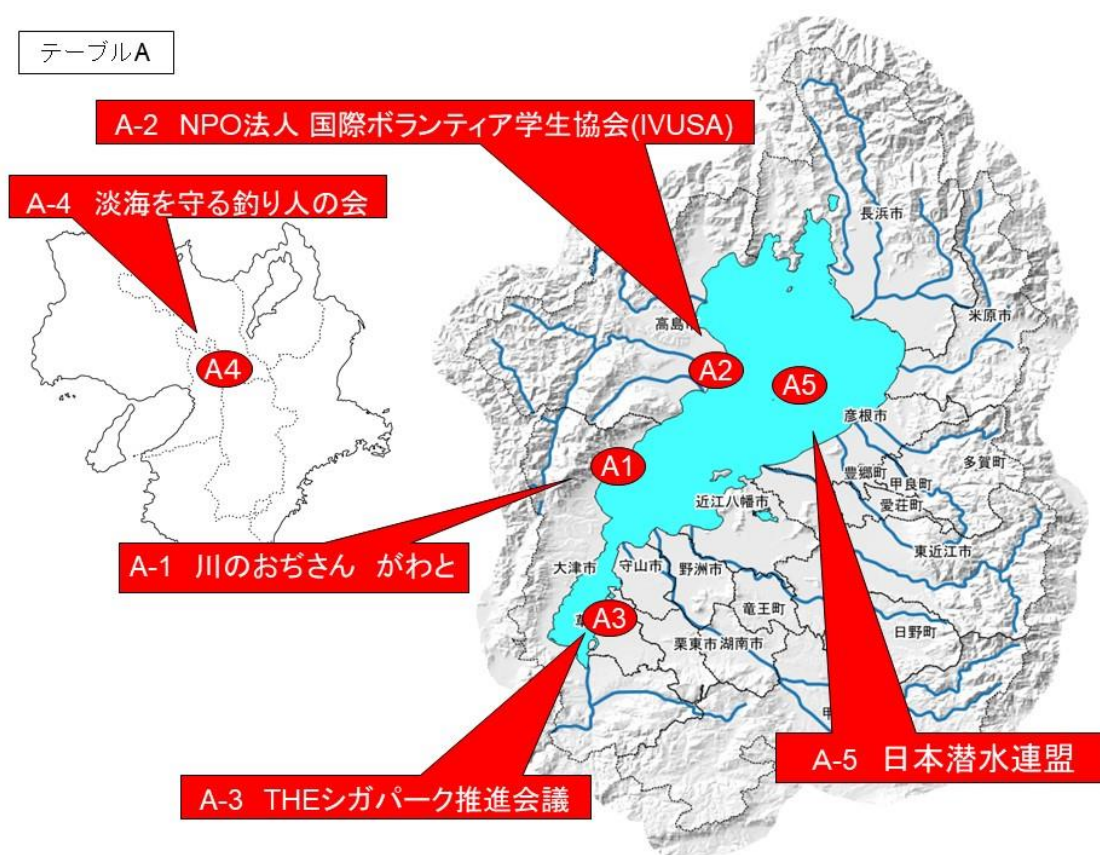 テーブルA
A-2 NPO法人 国際ボランティア学生協会(IVUSA)
A-4 淡海を守る釣り人の会
長浜市
米原市
高島市
A4
A2
A5
彦根市
多賀町
豊郷町
甲良町
愛荘町
A1
近江八幡市
東近江市
A-1 川のおぢさん がわと
大津市
守山市
野洲市
竜王町
日野町
A3
栗東市
湖南市
A-5 日本潜水連盟
A-3 THEシガパーク推進会議